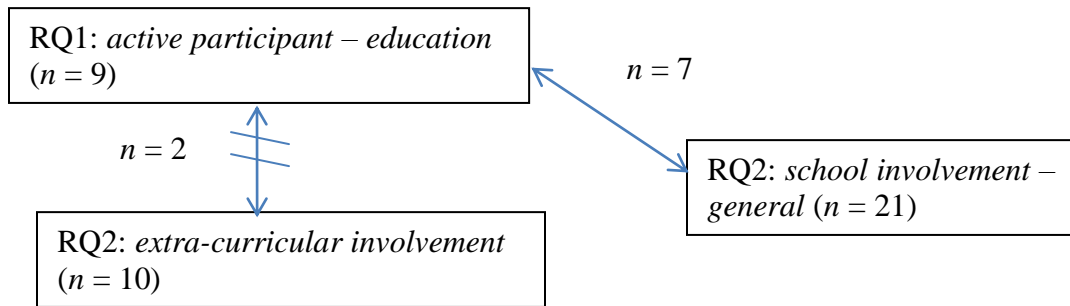 RQ1: active participant – education
(n = 9)
n = 7
n = 2
RQ2: school involvement –
general (n = 21)
RQ2: extra-curricular involvement
(n = 10)